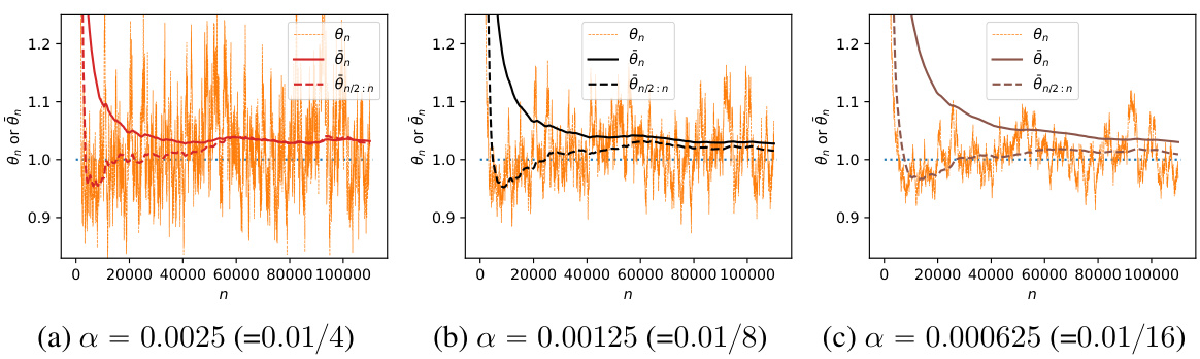 1.2
1.1
1.0
0.9
θn or θ̄n
θn
θ̄n
θ̄n/2:n
0 20000 40000 60000 80000 100000
n
(a) α = 0.0025 (=0.01/4)
1.2
1.1
1.0
0.9
θn or θ̄n
θn
θ̄n
θ̄n/2:n
0 20000 40000 60000 80000 100000
n
(b) α = 0.00125 (=0.01/8)
1.2
1.1
1.0
0.9
θn or θ̄n
θn
θ̄n
θ̄n/2:n
0 20000 40000 60000 80000 100000
n
(c) α = 0.000625 (=0.01/16)